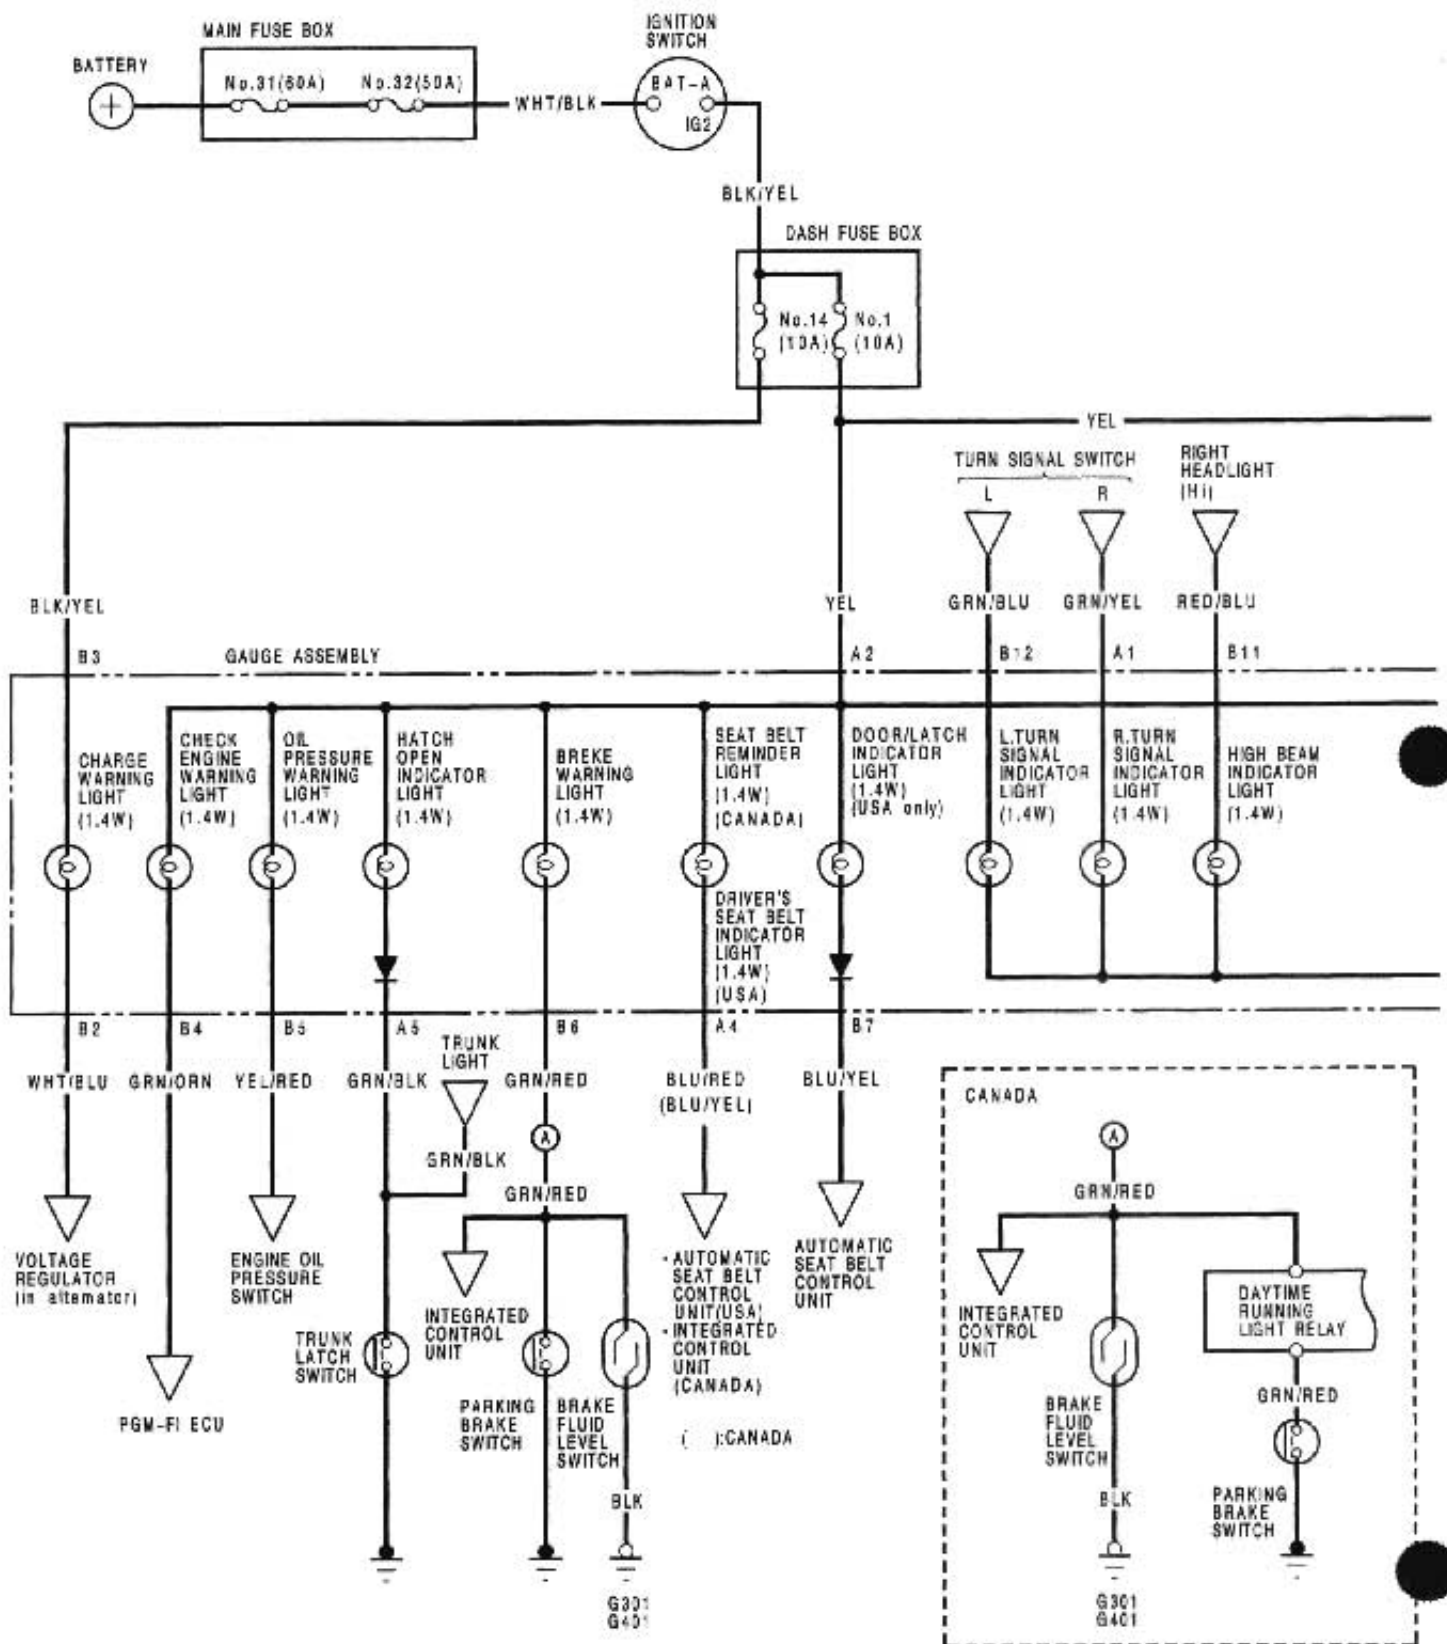 MAIN FUSE BOX
IGNITION
SWITCH
BATTERY
No.31(60A)
No.32(50A)
WHT/BLK
BAT-A
IG2
BLK/YEL
DASH FUSE BOX
No.14
(10A)
No.1
(10A)
YEL
TURN SIGNAL SWITCH
L
R
RIGHT
HEADLIGHT
(Hi)
BLK/YEL
YEL
GRN/BLU
GRN/YEL
RED/BLU
B3
GAUGE ASSEMBLY
A2
B12
A1
B11
CHARGE
WARNING
LIGHT
(1.4W)
CHECK
ENGINE
WARNING
LIGHT
(1.4W)
OIL
PRESSURE
WARNING
LIGHT
(1.4W)
HATCH
OPEN
INDICATOR
LIGHT
(1.4W)
BREKE
WARNING
LIGHT
(1.4W)
SEAT BELT
REMINDER
LIGHT
(1.4W)
(CANADA)
DOOR/LATCH
INDICATOR
LIGHT
(1.4W)
(USA only)
L.TURN
SIGNAL
INDICATOR
LIGHT
(1.4W)
R.TURN
SIGNAL
INDICATOR
LIGHT
(1.4W)
HIGH BEAM
INDICATOR
LIGHT
(1.4W)
DRIVER'S
SEAT BELT
INDICATOR
LIGHT
(1.4W)
(USA)
B2
B4
B5
A5
B6
A4
B7
TRUNK
LIGHT
WHT/BLU
GRN/ORN
YEL/RED
GRN/BLK
GRN/RED
BLU/RED
(BLU/YEL)
BLU/YEL
CANADA
A
A
GRN/BLK
GRN/RED
GRN/RED
VOLTAGE
REGULATOR
(in alternator)
ENGINE OIL
PRESSURE
SWITCH
INTEGRATED
CONTROL
UNIT
• AUTOMATIC
SEAT BELT
CONTROL
UNIT(USA)
• INTEGRATED
CONTROL
UNIT
(CANADA)
AUTOMATIC
SEAT BELT
CONTROL
UNIT
INTEGRATED
CONTROL
UNIT
DAYTIME
RUNNING
LIGHT RELAY
TRUNK
LATCH
SWITCH
PGM-FI ECU
PARKING
BRAKE
SWITCH
BRAKE
FLUID
LEVEL
SWITCH
( ):CANADA
BRAKE
FLUID
LEVEL
SWITCH
GRN/RED
BLK
BLK
PARKING
BRAKE
SWITCH
G301
G401
G301
G401